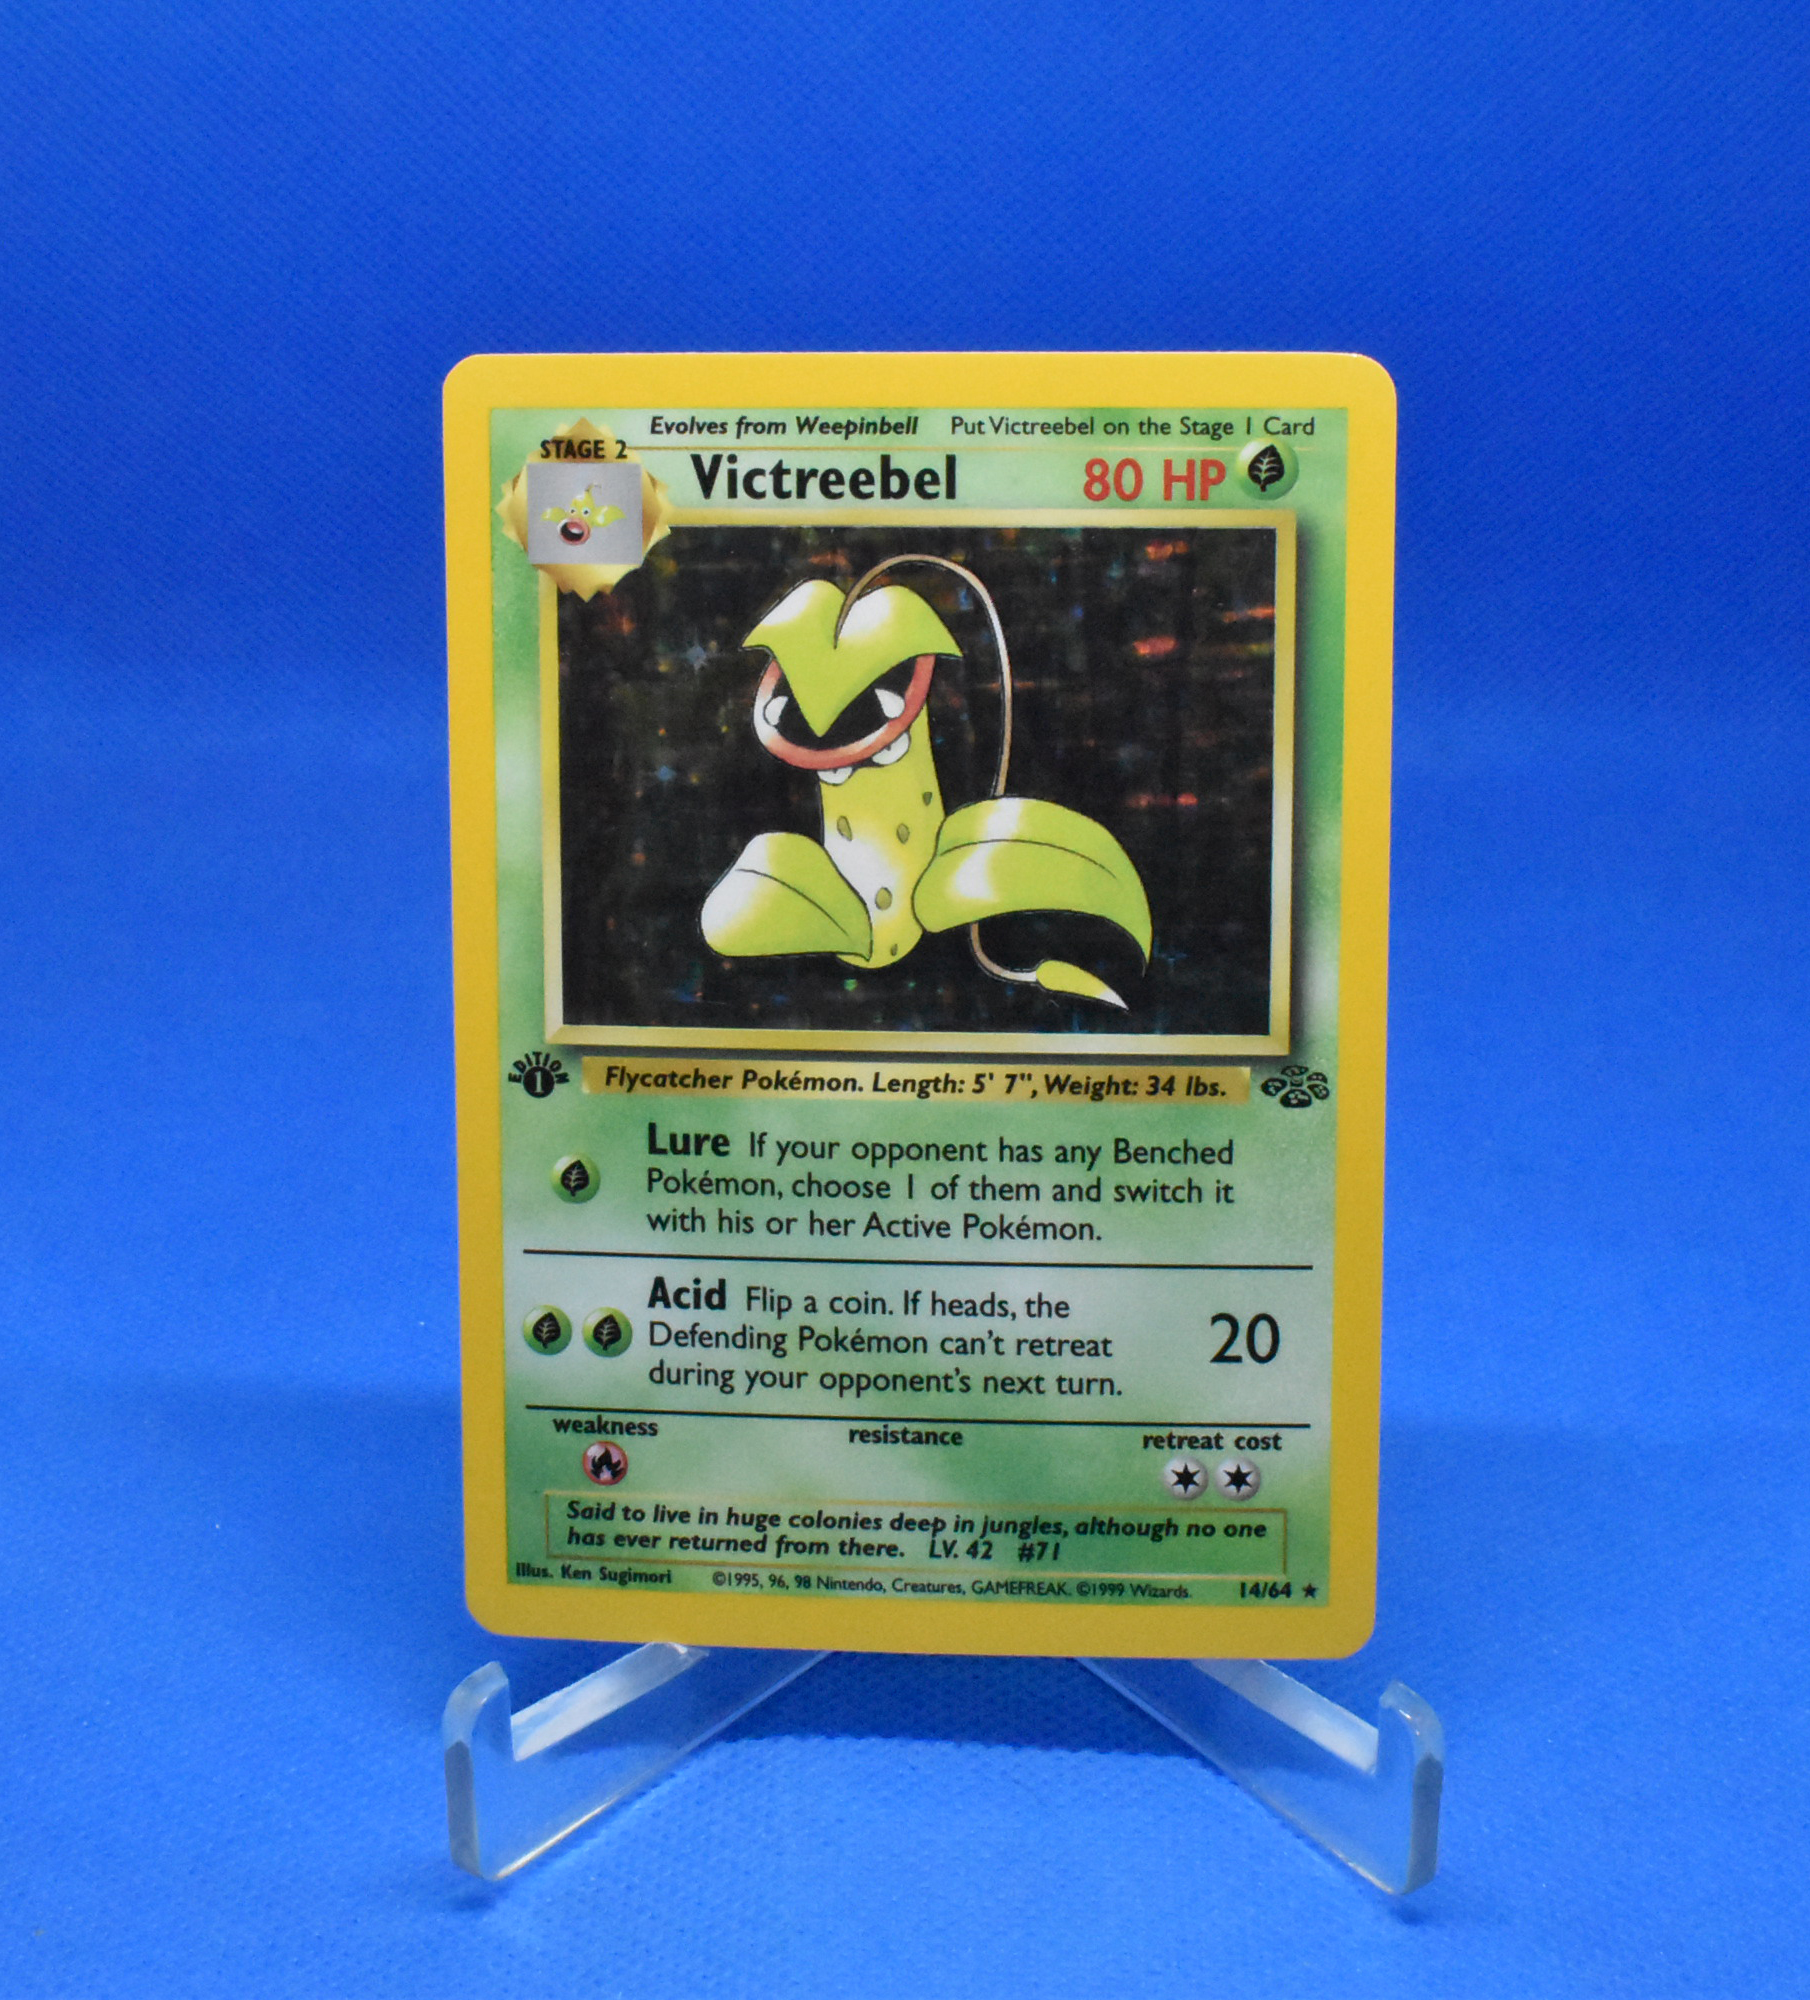 Evolves from Weepinbell Put Victreebel on the Stage 1 Card
STAGE 2
Victreebel 80 HP
EDITION 1
Flycatcher Pokémon. Length: 5' 7", Weight: 34 lbs.
Lure If your opponent has any Benched
Pokémon, choose 1 of them and switch it
with his or her Active Pokémon.
Acid Flip a coin. If heads, the
Defending Pokémon can't retreat
during your opponent's next turn.
20
weakness resistance retreat cost
Said to live in huge colonies deep in jungles, although no one
has ever returned from there. LV. 42 #71
Illus. Ken Sugimori ©1995, 96, 98 Nintendo, Creatures, GAMEFREAK. ©1999 Wizards. 14/64 ★